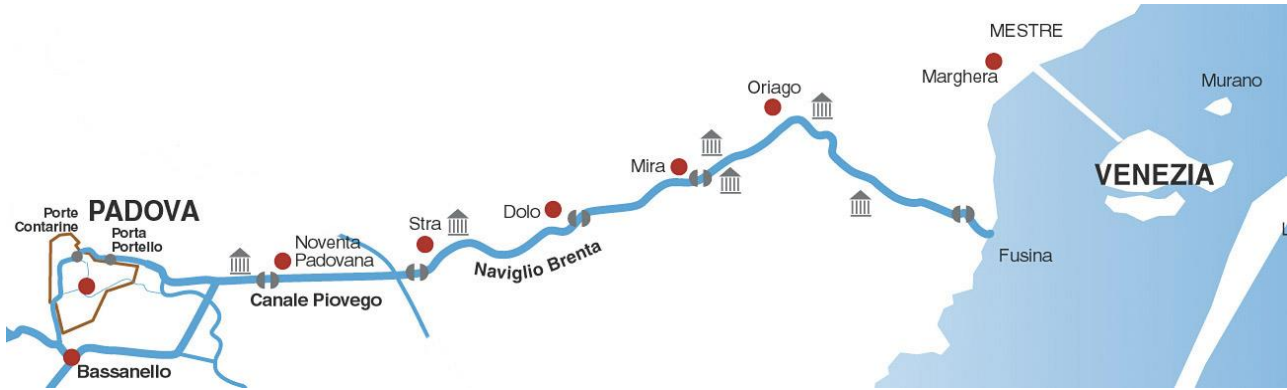 MESTRE
Marghera
Murano
Oriago
VENEZIA
Mira
PADOVA
Porte
Contarine
Porta
Portello
Dolo
Stra
Noventa
Padovana
Naviglio Brenta
Fusina
Canale Piovego
Bassanello
L